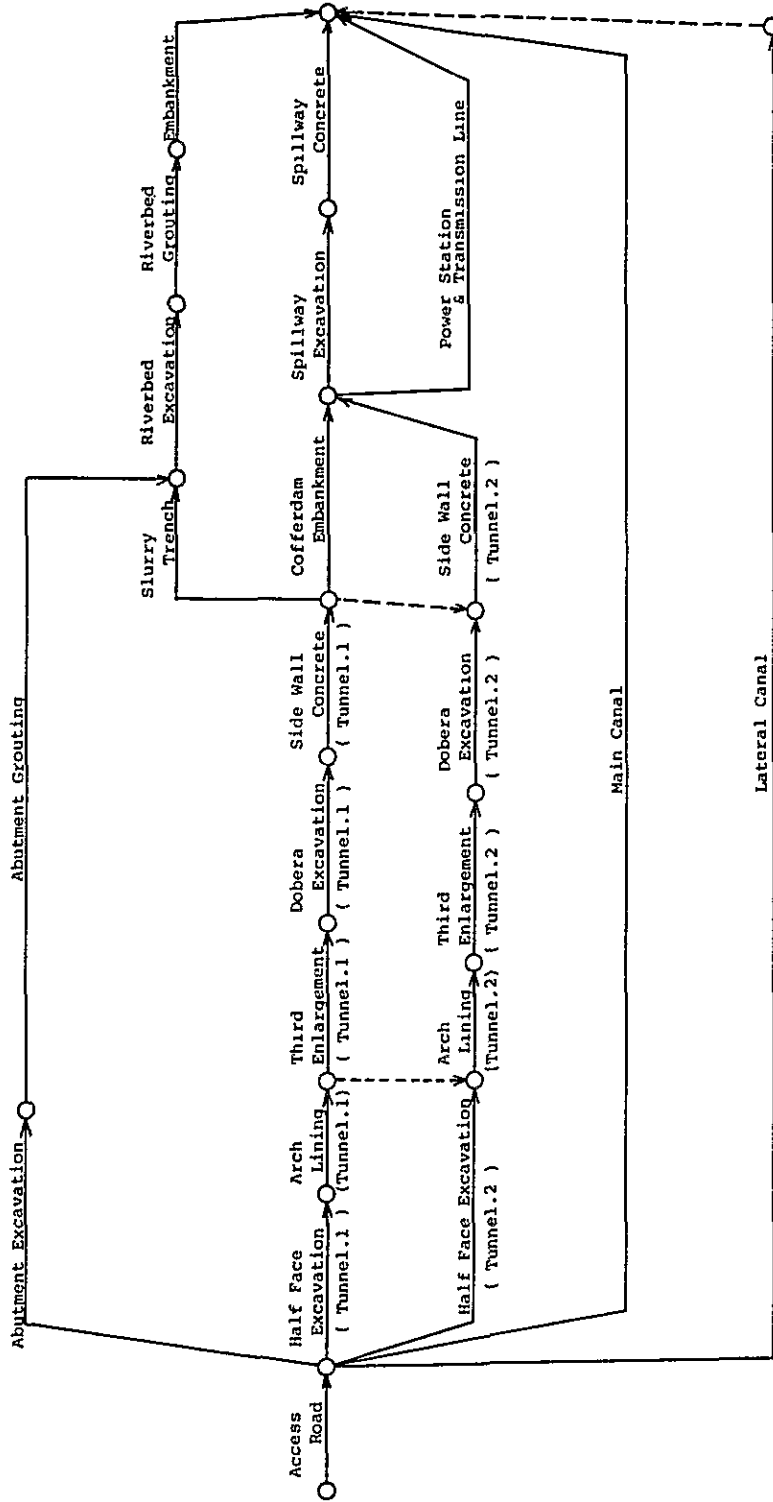 Abutment Excavation
Abutment Grouting
Slurry
Trench
Riverbed
Excavation
Riverbed
Grouting
Embankment
Access
Road
Half Face
Excavation
( Tunnel.1 )
Arch
Lining
(Tunnel.1)
Third
Enlargement
( Tunnel.1 )
Dobera
Excavation
( Tunnel.1 )
Side Wall
Concrete
( Tunnel.1 )
Cofferdam
Embankment
Spillway
Excavation
Spillway
Concrete
Power Station
& Transmission Line
Half Face Excavation
( Tunnel.2 )
Arch
Lining
(Tunnel.2)
Third
Enlargement
( Tunnel.2 )
Dobera
Excavation
( Tunnel.2 )
Side Wall
Concrete
( Tunnel.2 )
Main Canal
Lateral Canal